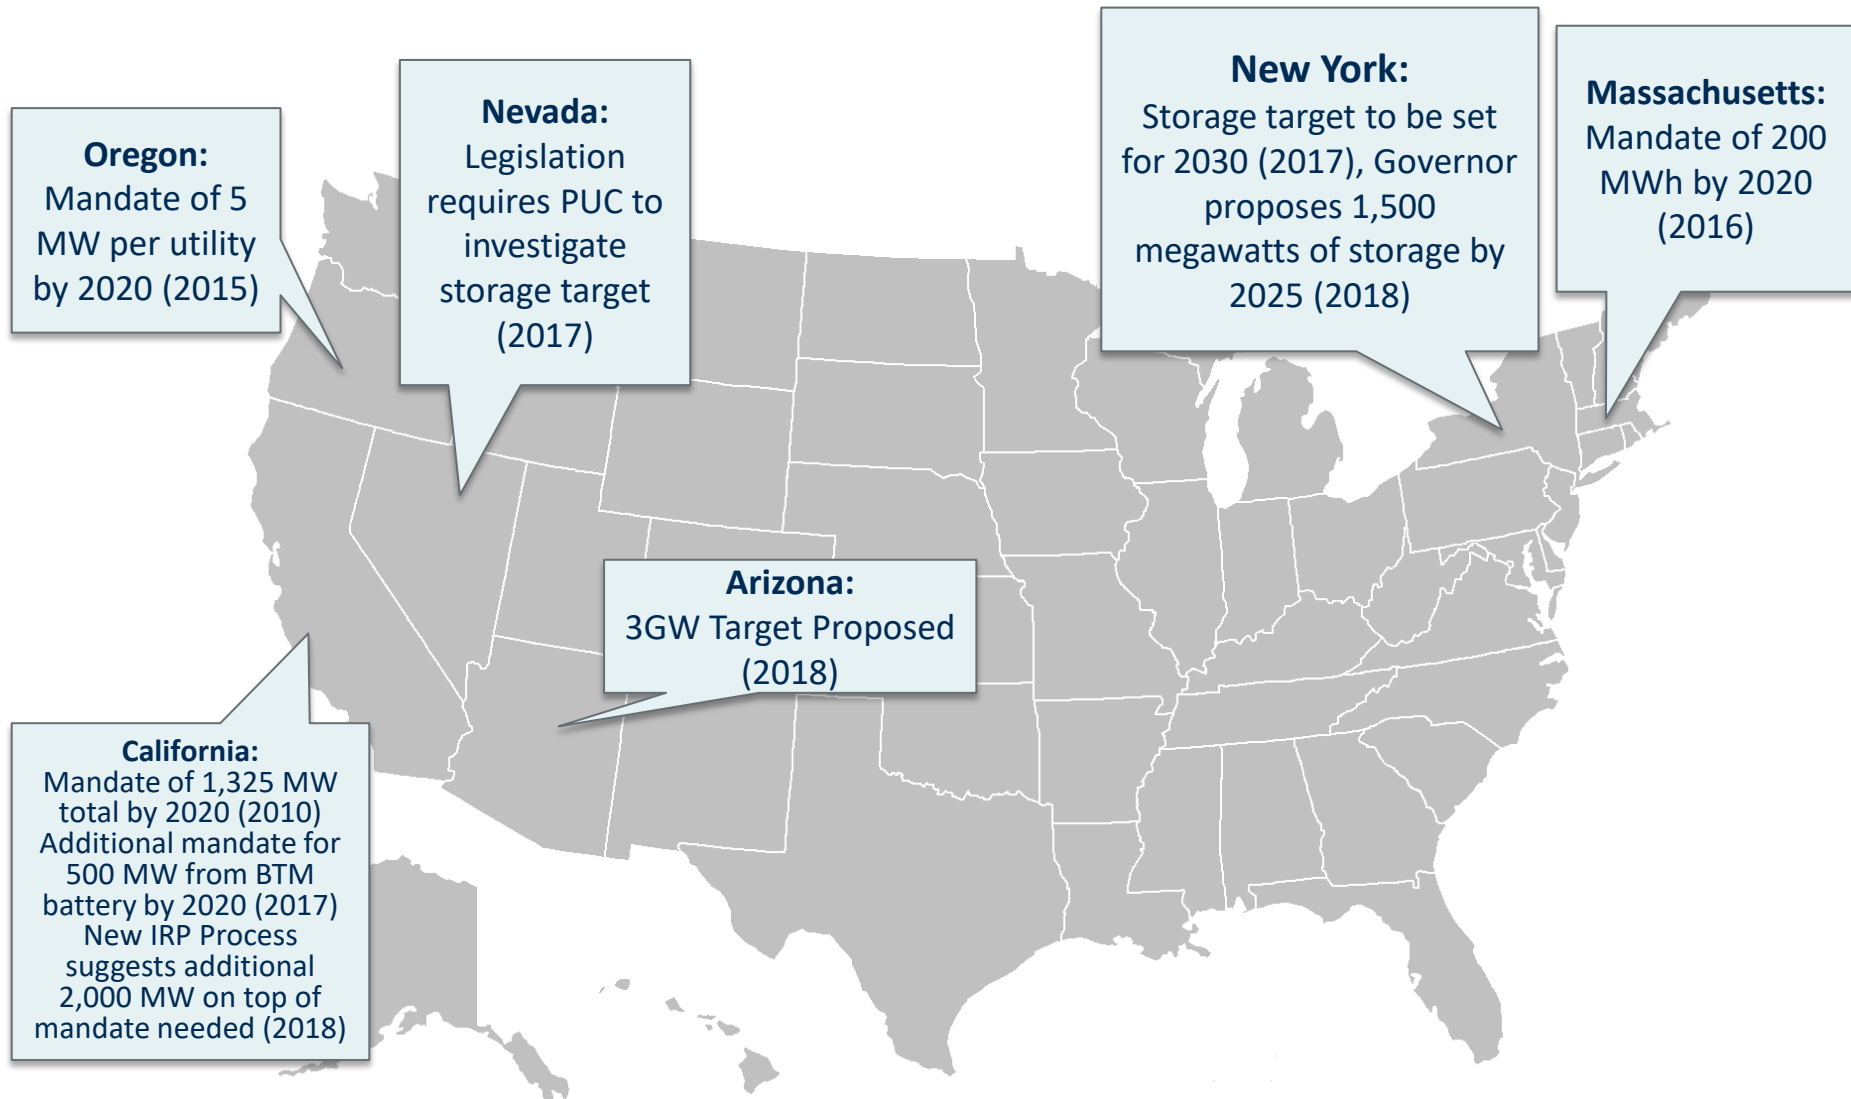 Oregon:
Mandate of 5
MW per utility
by 2020 (2015)
Nevada:
Legislation
requires PUC to
investigate
storage target
(2017)
New York:
Storage target to be set
for 2030 (2017), Governor
proposes 1,500
megawatts of storage by
2025 (2018)
Massachusetts:
Mandate of 200
MWh by 2020
(2016)
Arizona:
3GW Target Proposed
(2018)
California:
Mandate of 1,325 MW
total by 2020 (2010)
Additional mandate for
500 MW from BTM
battery by 2020 (2017)
New IRP Process
suggests additional
2,000 MW on top of
mandate needed (2018)